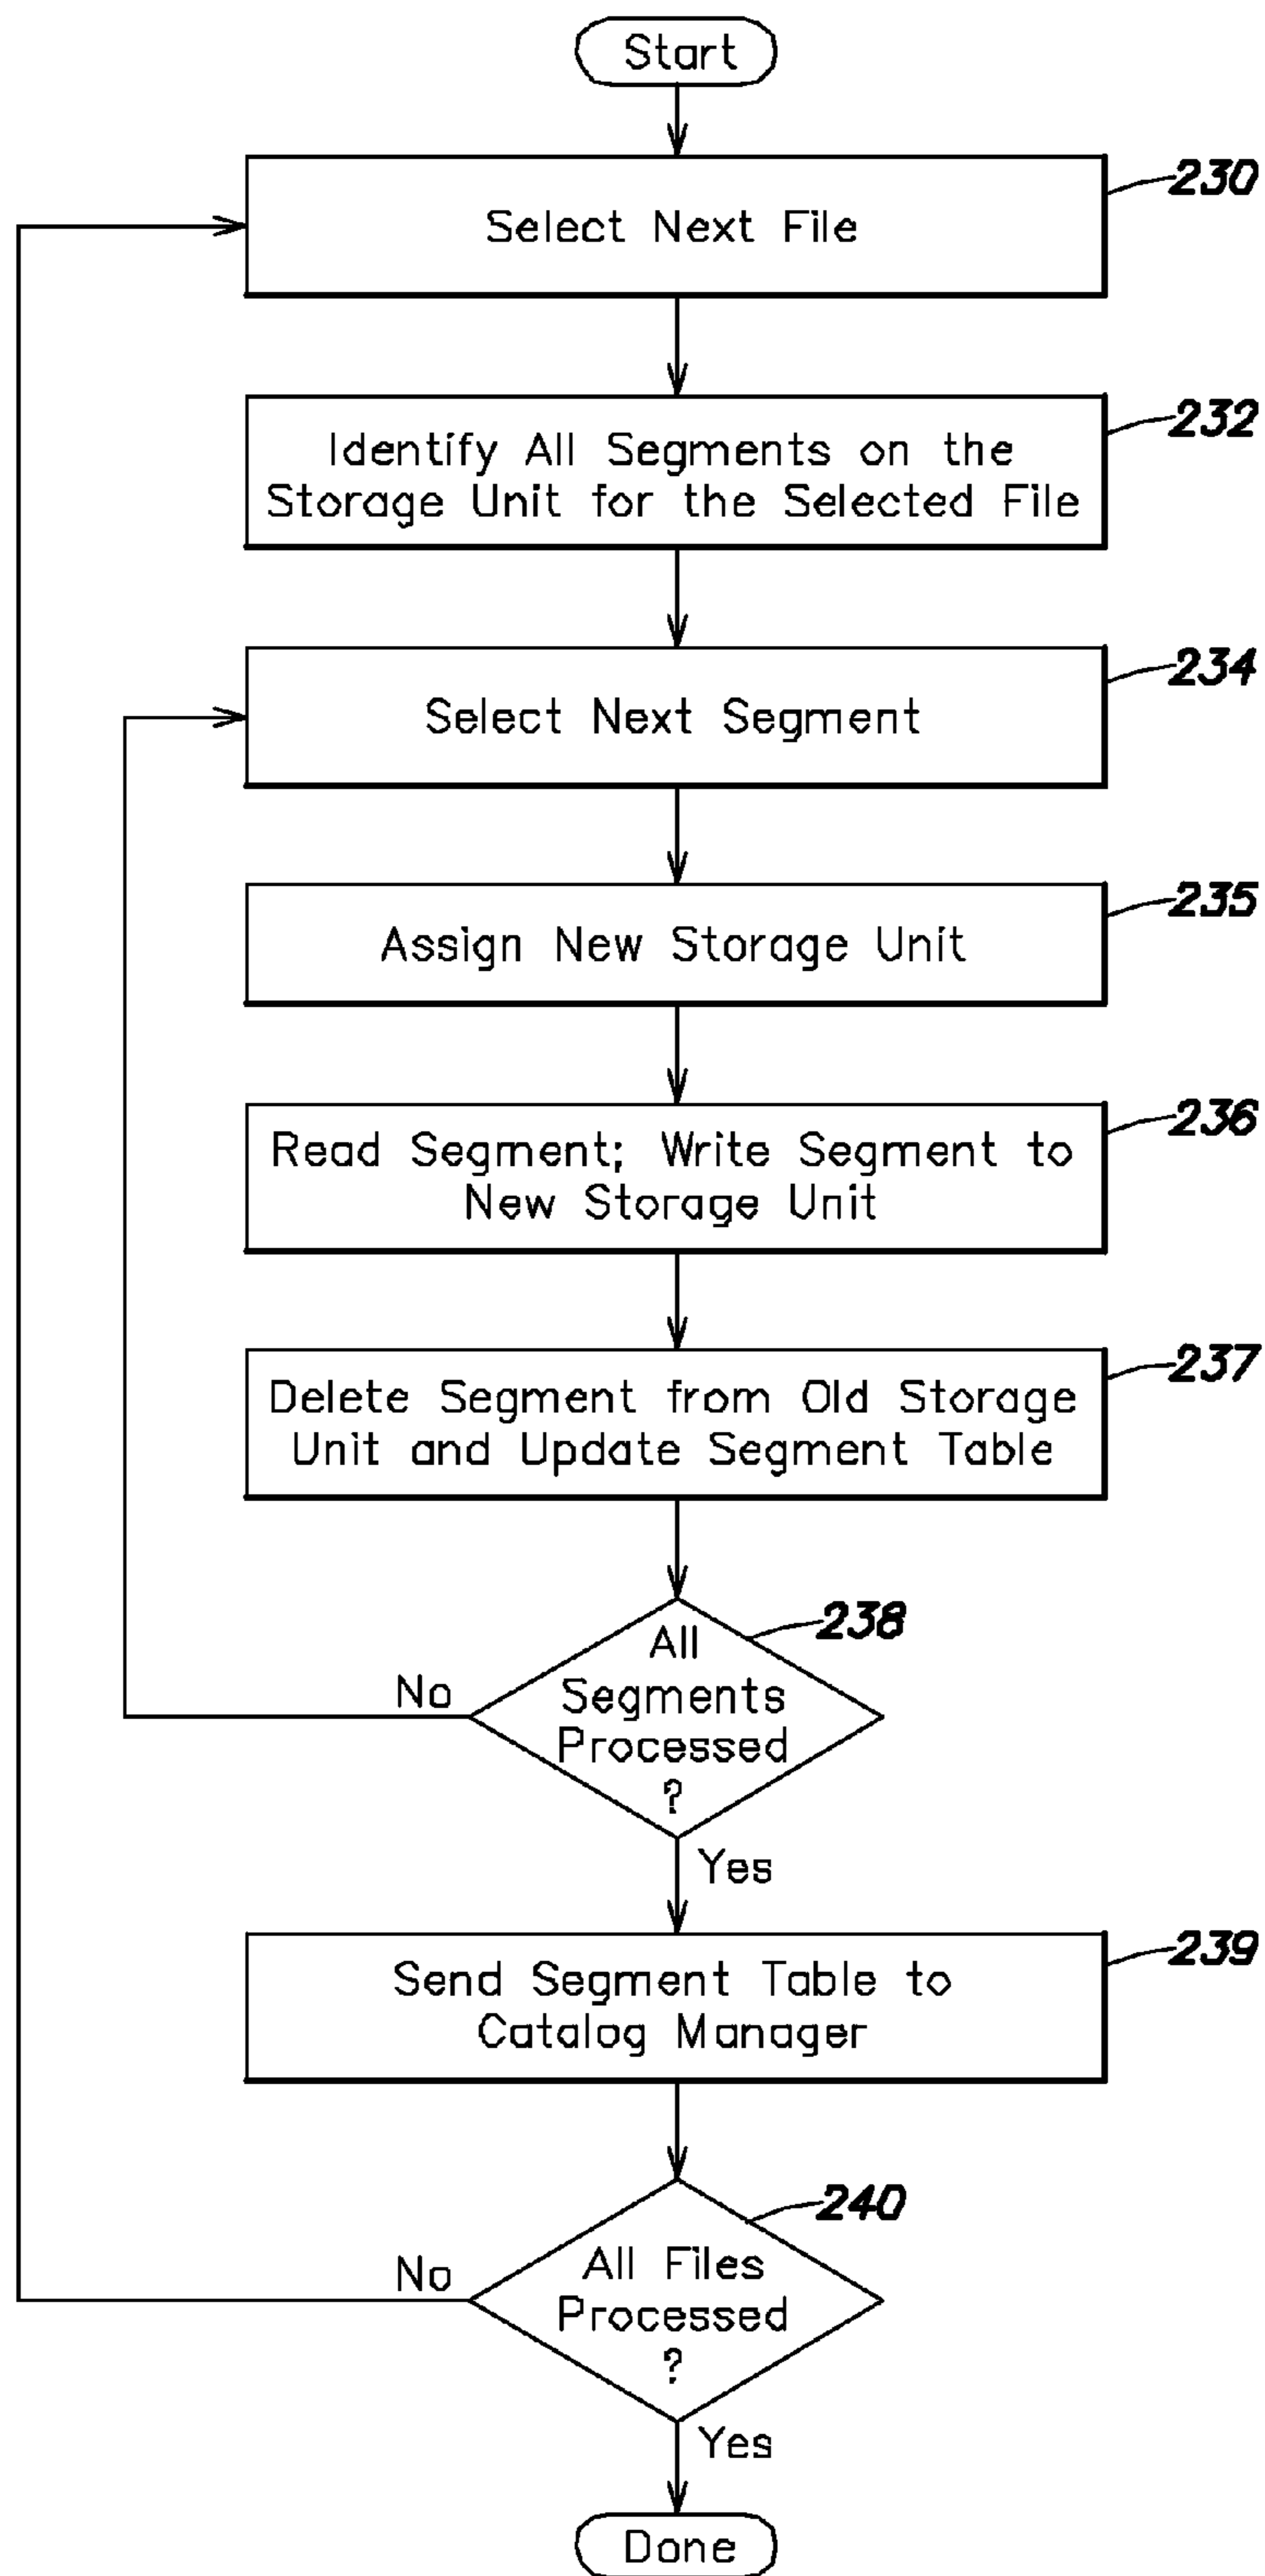 Start
230
Select Next File
232
Identify All Segments on the
Storage Unit for the Selected File
234
Select Next Segment
235
Assign New Storage Unit
236
Read Segment; Write Segment to
New Storage Unit
237
Delete Segment from Old Storage
Unit and Update Segment Table
238
All
Segments
Processed
?
No
Yes
239
Send Segment Table to
Catalog Manager
240
All Files
Processed
?
No
Yes
Done